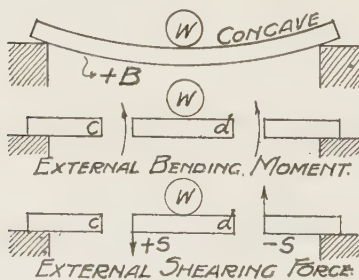 W CONCAVE
+B
W
c d'
EXTERNAL BENDING. MOMENT.
W
c d'
+S -S
EXTERNAL SHEARING FORCE.